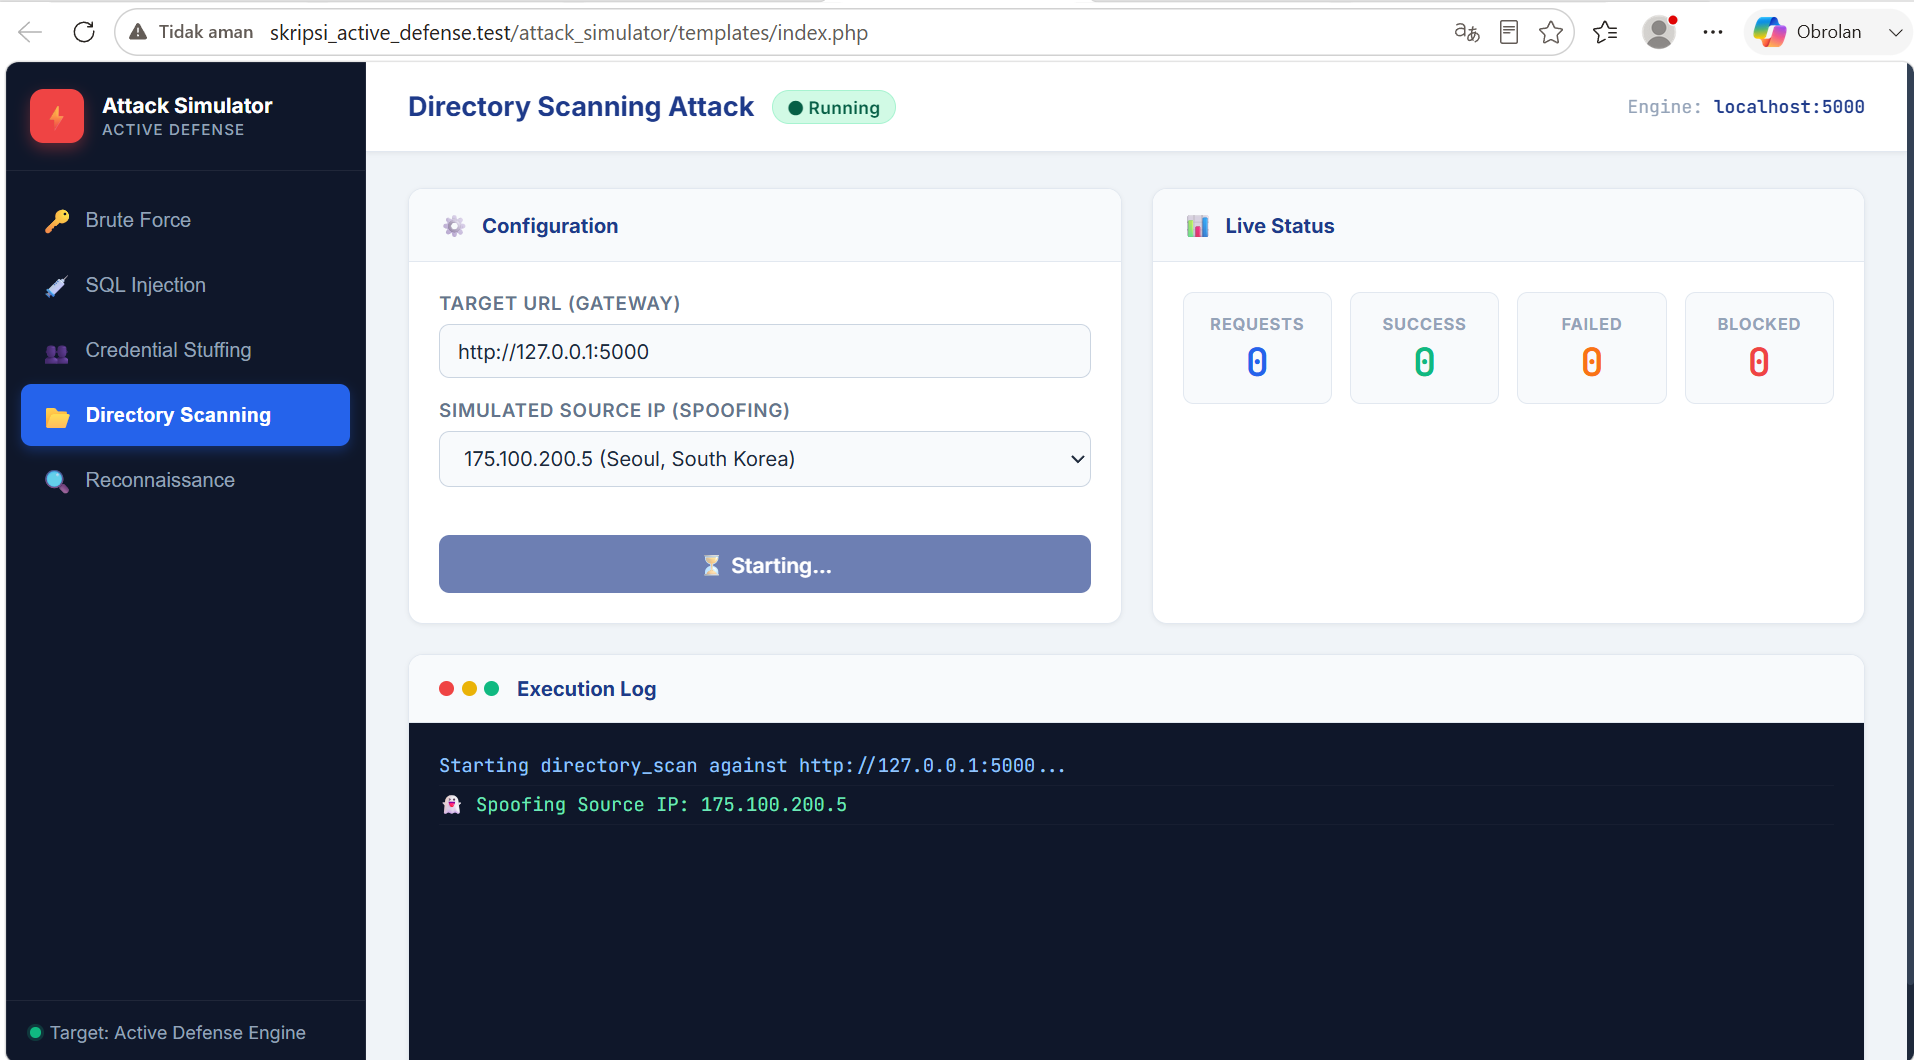 Tidak aman
skripsi_active_defense.test/attack_simulator/templates/index.php
Obrolan
Attack Simulator
ACTIVE DEFENSE
Brute Force
SQL Injection
Credential Stuffing
Directory Scanning
Reconnaissance
Target: Active Defense Engine
Directory Scanning Attack
Running
Engine: localhost:5000
Configuration
TARGET URL (GATEWAY)
http://127.0.0.1:5000
SIMULATED SOURCE IP (SPOOFING)
175.100.200.5 (Seoul, South Korea)
Starting...
Live Status
REQUESTS
0
SUCCESS
0
FAILED
0
BLOCKED
0
Execution Log
Starting directory_scan against http://127.0.0.1:5000...
Spoofing Source IP: 175.100.200.5